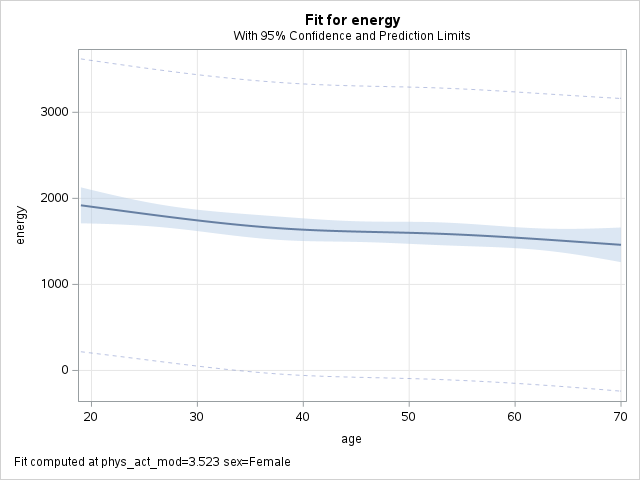 Fit for energy
With 95% Confidence and Prediction Limits
3000
2000
1000
0
energy
20 30 40 50 60 70
age
Fit computed at phys_act_mod=3.523 sex=Female